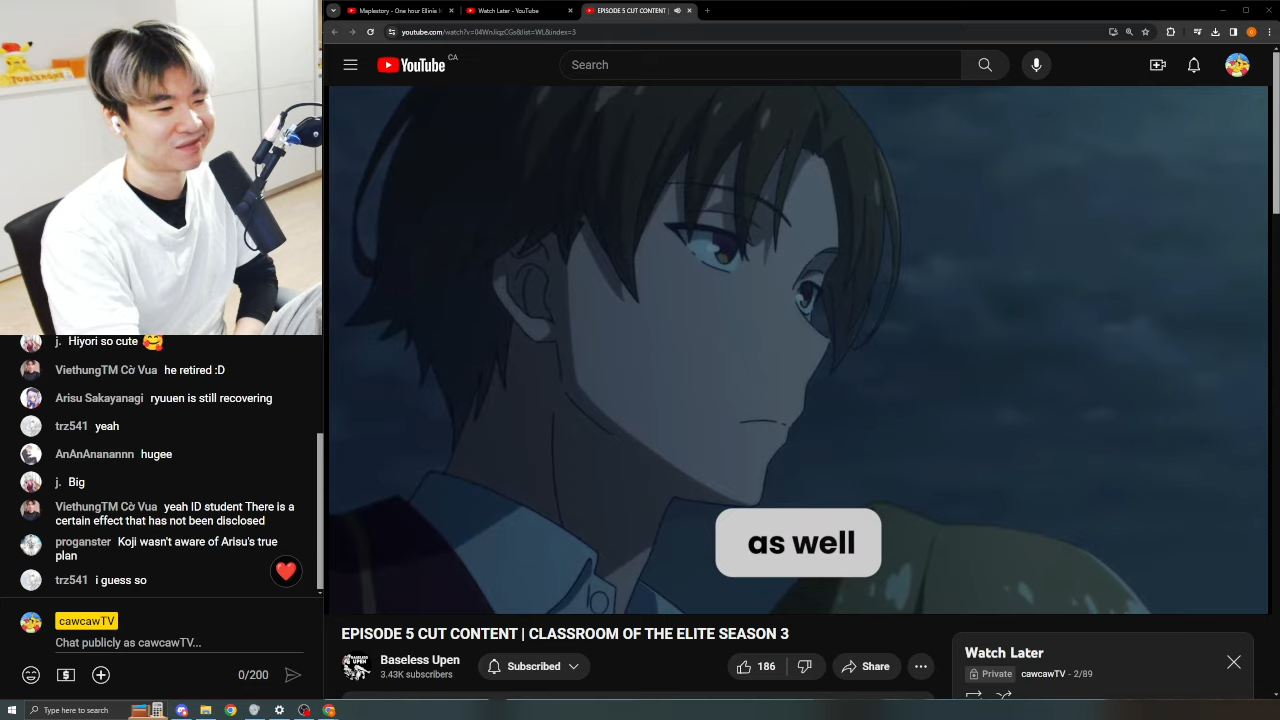 Maplestory - One hour Ellinia
Watch Later - YouTube
EPISODE 5 CUT CONTENT |
youtube.com/watch?v=04WnJiqzCGs&list=WL&index=3
YouTube CA
Search
j. Hiyori so cute 🥰
ViethungTM Cờ Vua he retired :D
Arisu Sakayanagi ryuuen is still recovering
trz541 yeah
AnAnAnanannn hugee
j. Big
ViethungTM Cờ Vua yeah ID student There is a
certain effect that has not been disclosed
proganster Koji wasn't aware of Arisu's true
plan
trz541 i guess so
cawcawTV
Chat publicly as cawcawTV...
0/200
as well
EPISODE 5 CUT CONTENT | CLASSROOM OF THE ELITE SEASON 3
Baseless Upen
3.43K subscribers
Subscribed
186
Share
Watch Later
Private cawcawTV - 2/89
Type here to search